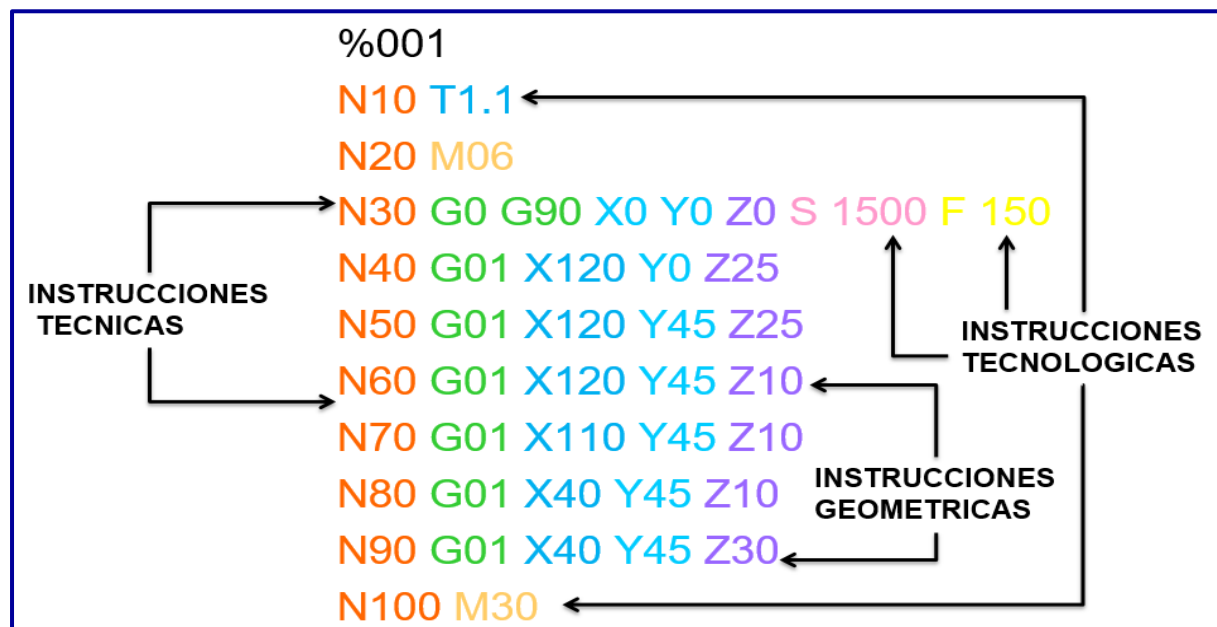 %001
N10 T1.1
N20 M06
N30 G0 G90 X0 Y0 Z0 S 1500 F 150
N40 G01 X120 Y0 Z25
N50 G01 X120 Y45 Z25
N60 G01 X120 Y45 Z10
N70 G01 X110 Y45 Z10
N80 G01 X40 Y45 Z10
N90 G01 X40 Y45 Z30
N100 M30
INSTRUCCIONES
TECNICAS
INSTRUCCIONES
TECNOLOGICAS
INSTRUCCIONES
GEOMETRICAS